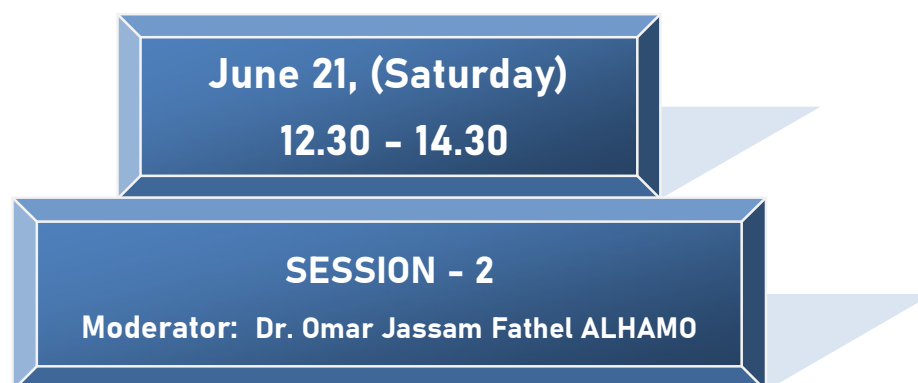 June 21, (Saturday)
12.30 - 14.30
SESSION - 2
Moderator: Dr. Omar Jassam Fathel ALHAMO